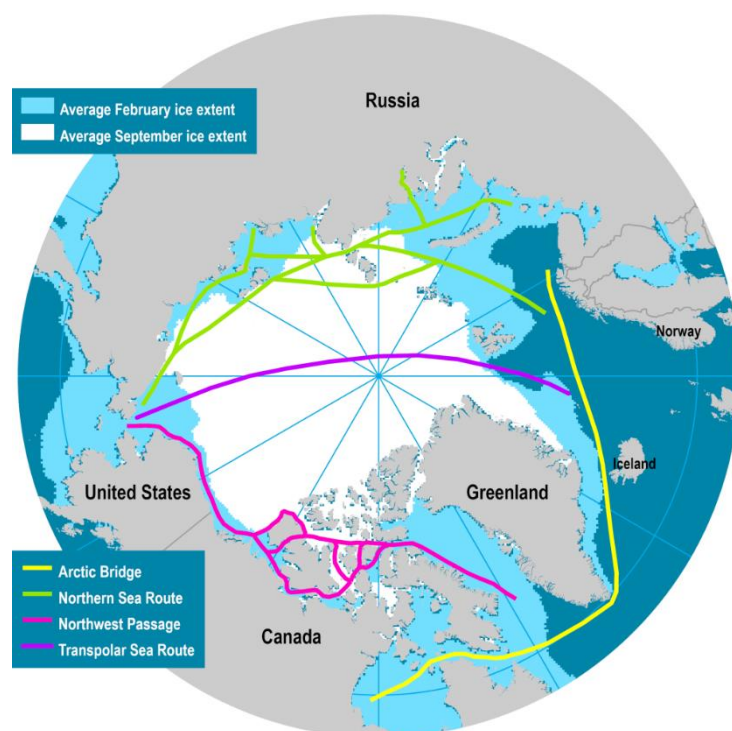 Russia
Average February ice extent
Average September ice extent
Norway
Iceland
United States
Greenland
Arctic Bridge
Northern Sea Route
Northwest Passage
Transpolar Sea Route
Canada